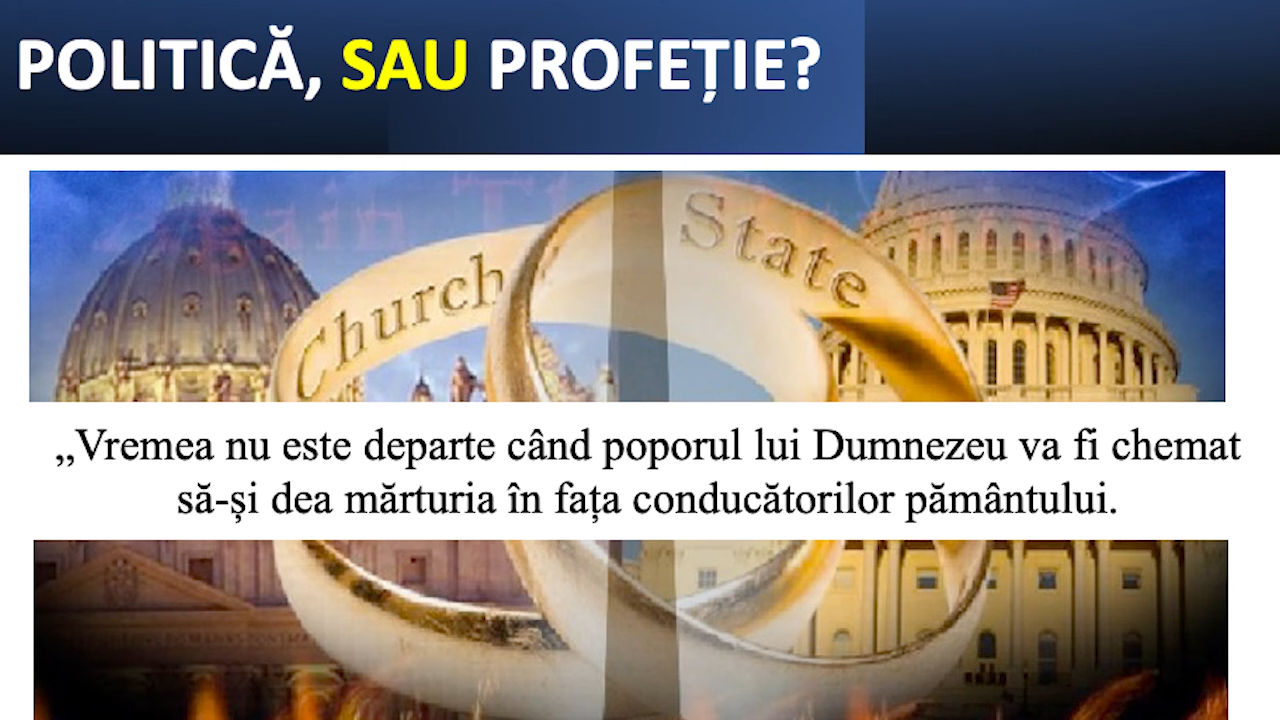 POLITICĂ, SAU PROFEȚIE?
Church
State
„Vremea nu este departe când poporul lui Dumnezeu va fi chemat
să-și dea mărturia în fața conducătorilor pământului.